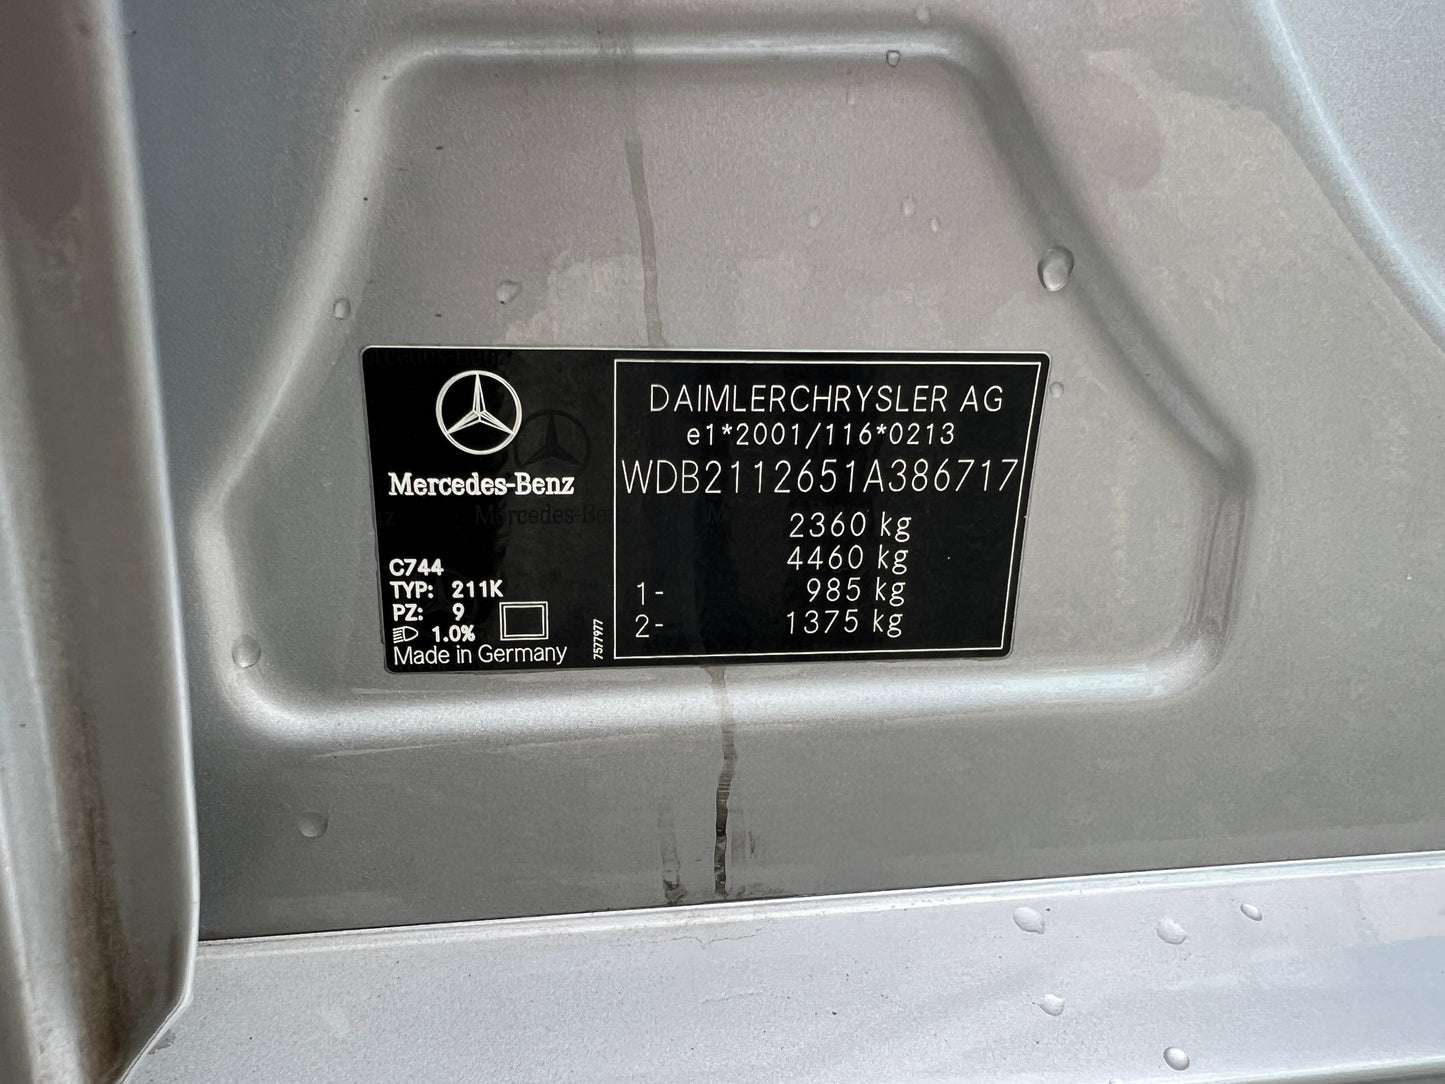 Mercedes-Benz
C744
TYP: 211K
PZ: 9
1.0%
Made in Germany
7577977
DAIMLERCHRYSLER AG
e1*2001/116*0213
WDB2112651A386717
2360 kg
4460 kg
1- 985 kg
2- 1375 kg